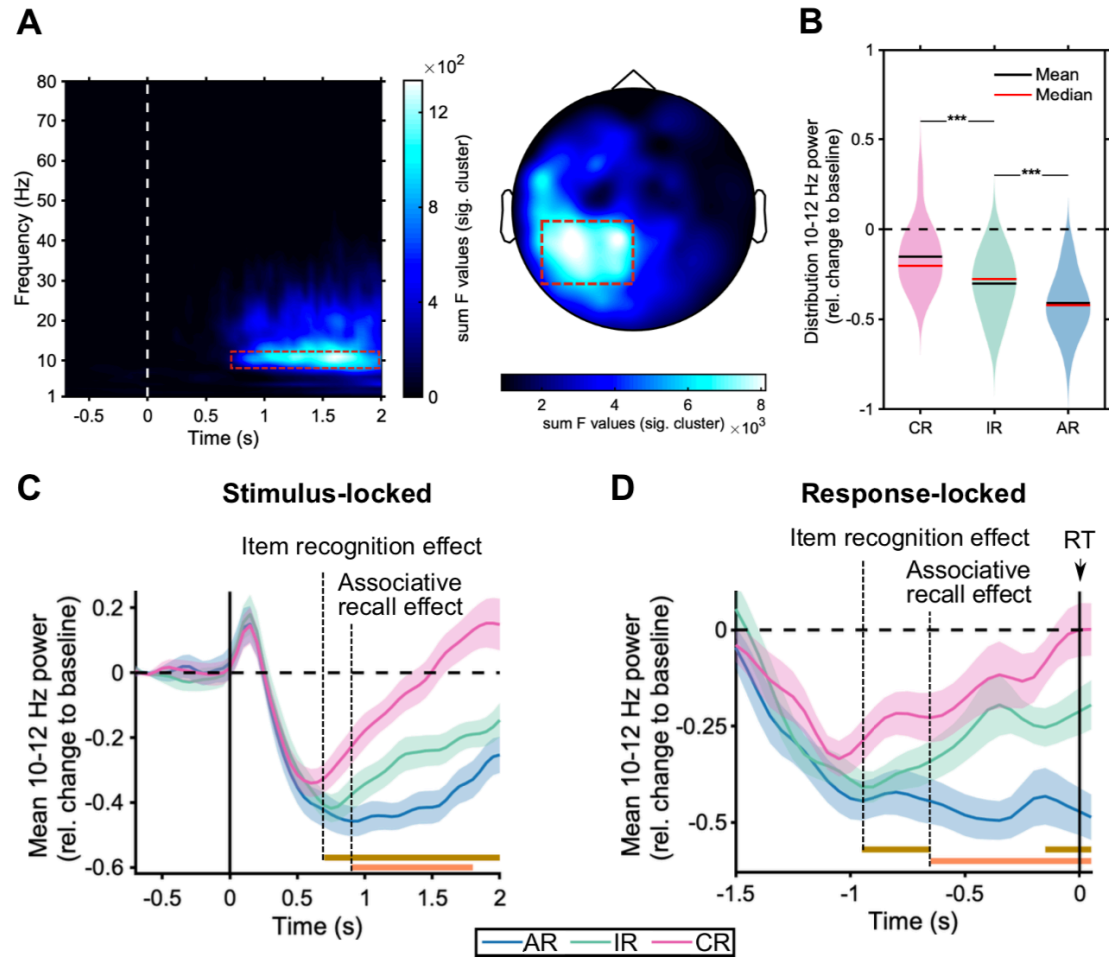 A
B
80
70
60
50
40
30
20
10
1
Frequency (Hz)
-0.5
0
0.5
1
1.5
2
Time (s)
×10²
12
8
4
0
sum F values (sig. cluster)
2
4
6
8
sum F values (sig. cluster) ×10³
1
0.5
0
-0.5
-1
Distribution 10-12 Hz power
(rel. change to baseline)
Mean
Median
***
***
CR
IR
AR
C
Stimulus-locked
Item recognition effect
Associative
recall effect
0.2
0
-0.2
-0.4
-0.6
Mean 10-12 Hz power
(rel. change to baseline)
-0.5
0
0.5
1
1.5
2
Time (s)
D
Response-locked
Item recognition effect
RT
Associative
recall effect
0
-0.25
-0.5
Mean 10-12 Hz power
(rel. change to baseline)
-1.5
-1
-0.5
0
Time (s)
AR IR CR